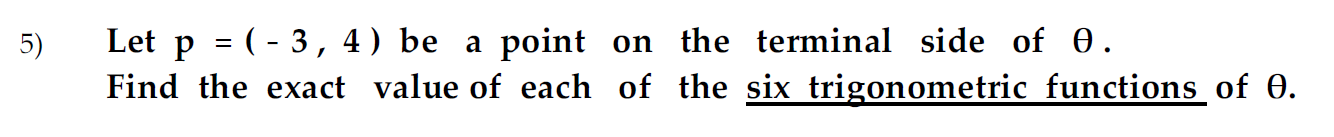 5) Let p = ( - 3 , 4 ) be a point on the terminal side of θ .
Find the exact value of each of the six trigonometric functions of θ.